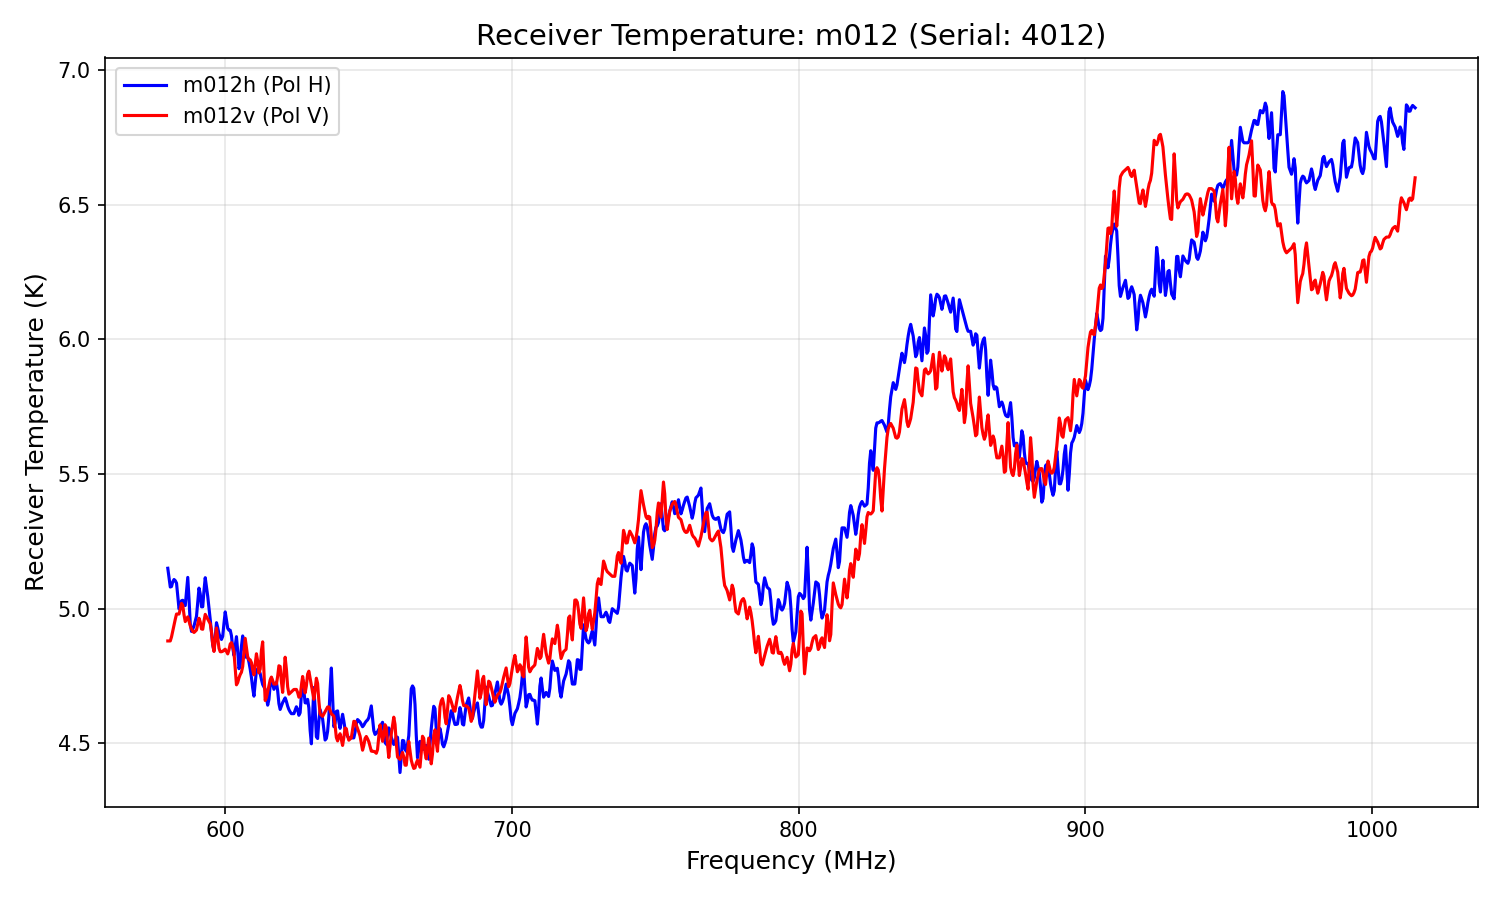 Receiver Temperature: m012 (Serial: 4012)
m012h (Pol H)
m012v (Pol V)
Receiver Temperature (K)
7.0
6.5
6.0
5.5
5.0
4.5
600 700 800 900 1000
Frequency (MHz)